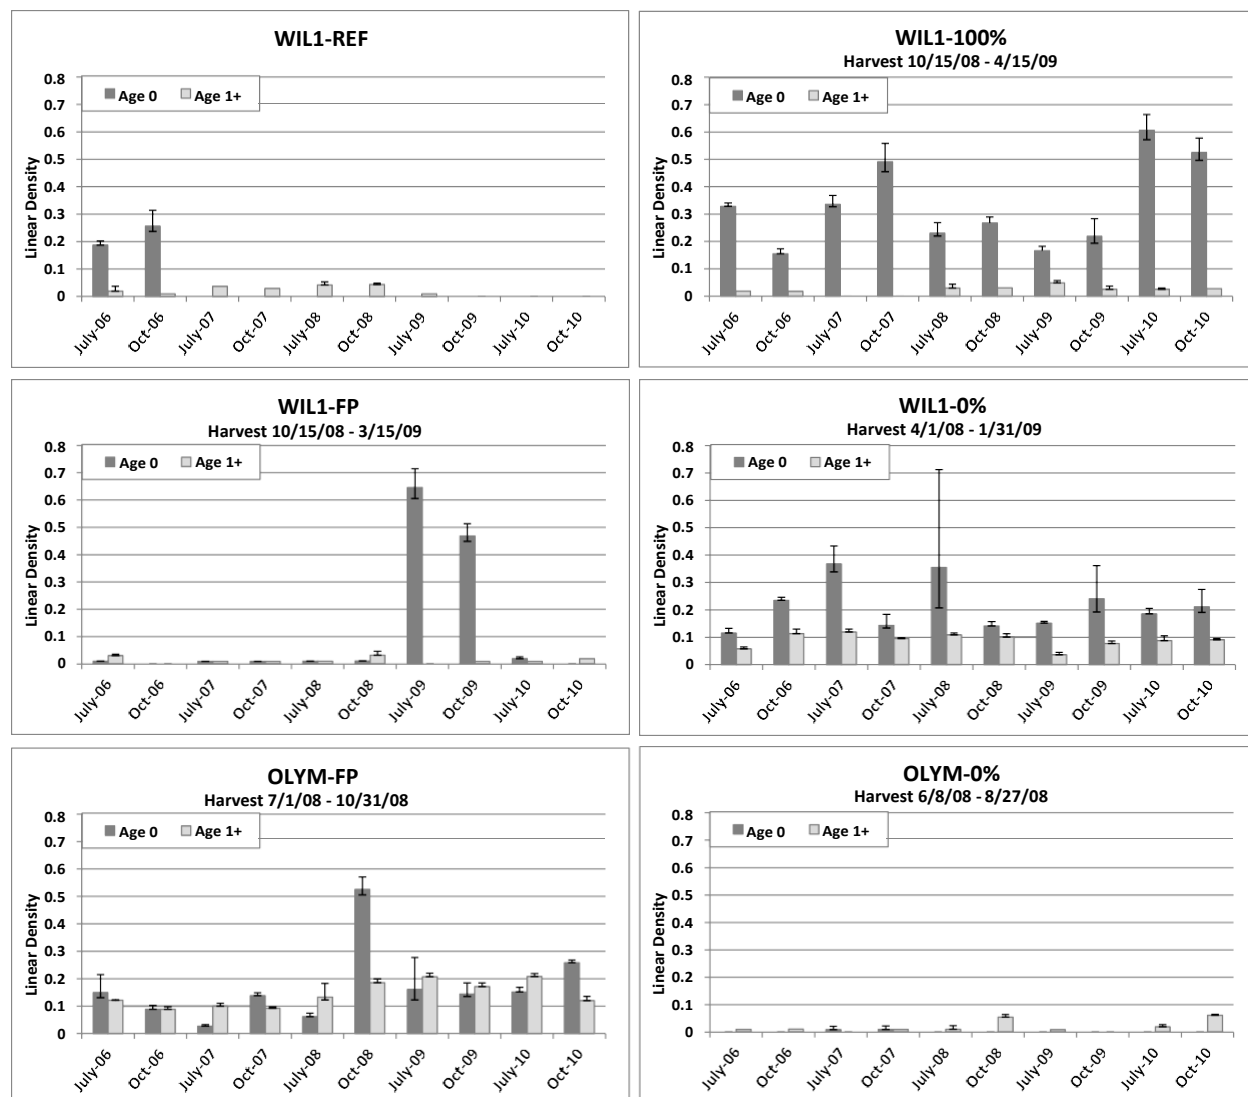 WIL1-REF
Linear Density
0.8
0.7
0.6
0.5
0.4
0.3
0.2
0.1
0
Age 0 Age 1+
July-06 Oct-06 July-07 Oct-07 July-08 Oct-08 July-09 Oct-09 July-10 Oct-10
WIL1-100%
Harvest 10/15/08 - 4/15/09
Linear Density
0.8
0.7
0.6
0.5
0.4
0.3
0.2
0.1
0
Age 0 Age 1+
July-06 Oct-06 July-07 Oct-07 July-08 Oct-08 July-09 Oct-09 July-10 Oct-10
WIL1-FP
Harvest 10/15/08 - 3/15/09
Linear Density
0.8
0.7
0.6
0.5
0.4
0.3
0.2
0.1
0
Age 0 Age 1+
July-06 Oct-06 July-07 Oct-07 July-08 Oct-08 July-09 Oct-09 July-10 Oct-10
WIL1-0%
Harvest 4/1/08 - 1/31/09
Linear Density
0.8
0.7
0.6
0.5
0.4
0.3
0.2
0.1
0
Age 0 Age 1+
July-06 Oct-06 July-07 Oct-07 July-08 Oct-08 July-09 Oct-09 July-10 Oct-10
OLYM-FP
Harvest 7/1/08 - 10/31/08
Linear Density
0.8
0.7
0.6
0.5
0.4
0.3
0.2
0.1
0
Age 0 Age 1+
July-06 Oct-06 July-07 Oct-07 July-08 Oct-08 July-09 Oct-09 July-10 Oct-10
OLYM-0%
Harvest 6/8/08 - 8/27/08
Linear Density
0.8
0.7
0.6
0.5
0.4
0.3
0.2
0.1
0
Age 0 Age 1+
July-06 Oct-06 July-07 Oct-07 July-08 Oct-08 July-09 Oct-09 July-10 Oct-10